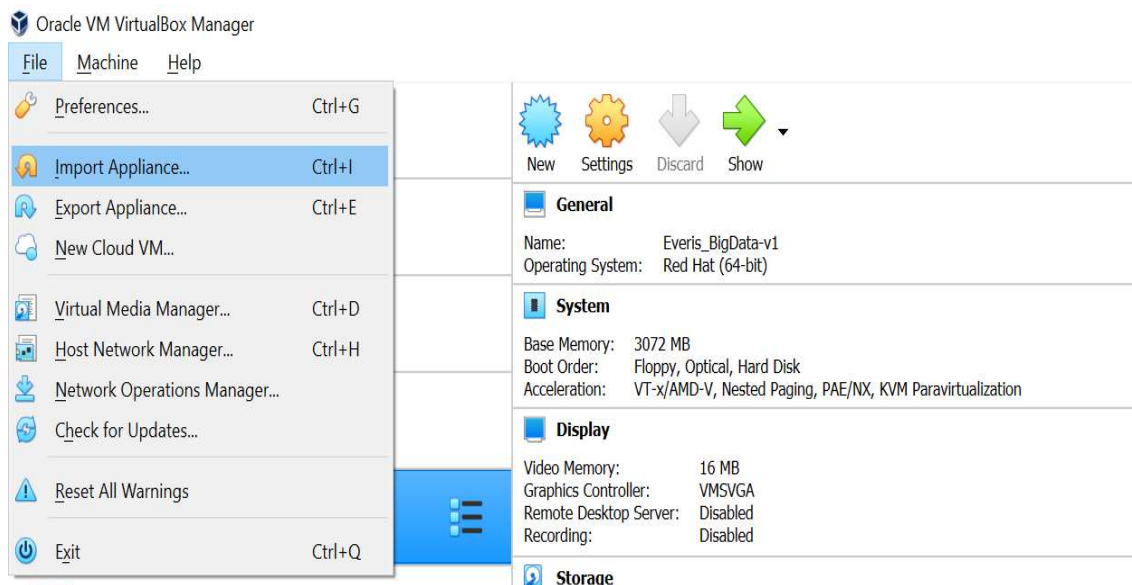 Oracle VM VirtualBox Manager
File Machine Help
Preferences... Ctrl+G
Import Appliance... Ctrl+I
Export Appliance... Ctrl+E
New Cloud VM...
Virtual Media Manager... Ctrl+D
Host Network Manager... Ctrl+H
Network Operations Manager...
Check for Updates...
Reset All Warnings
Exit Ctrl+Q
New Settings Discard Show
General
Name: Everis_BigData-v1
Operating System: Red Hat (64-bit)
System
Base Memory: 3072 MB
Boot Order: Floppy, Optical, Hard Disk
Acceleration: VT-x/AMD-V, Nested Paging, PAE/NX, KVM Paravirtualization
Display
Video Memory: 16 MB
Graphics Controller: VMSVGA
Remote Desktop Server: Disabled
Recording: Disabled
Storage